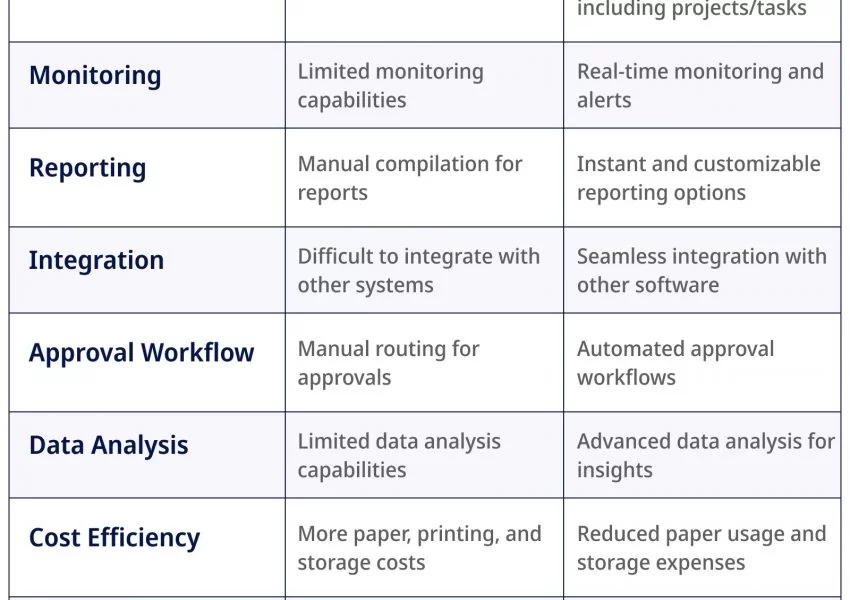 including projects/tasks
Monitoring
Limited monitoring
capabilities
Real-time monitoring and
alerts
Reporting
Manual compilation for
reports
Instant and customizable
reporting options
Integration
Difficult to integrate with
other systems
Seamless integration with
other software
Approval Workflow
Manual routing for
approvals
Automated approval
workflows
Data Analysis
Limited data analysis
capabilities
Advanced data analysis for
insights
Cost Efficiency
More paper, printing, and
storage costs
Reduced paper usage and
storage expenses